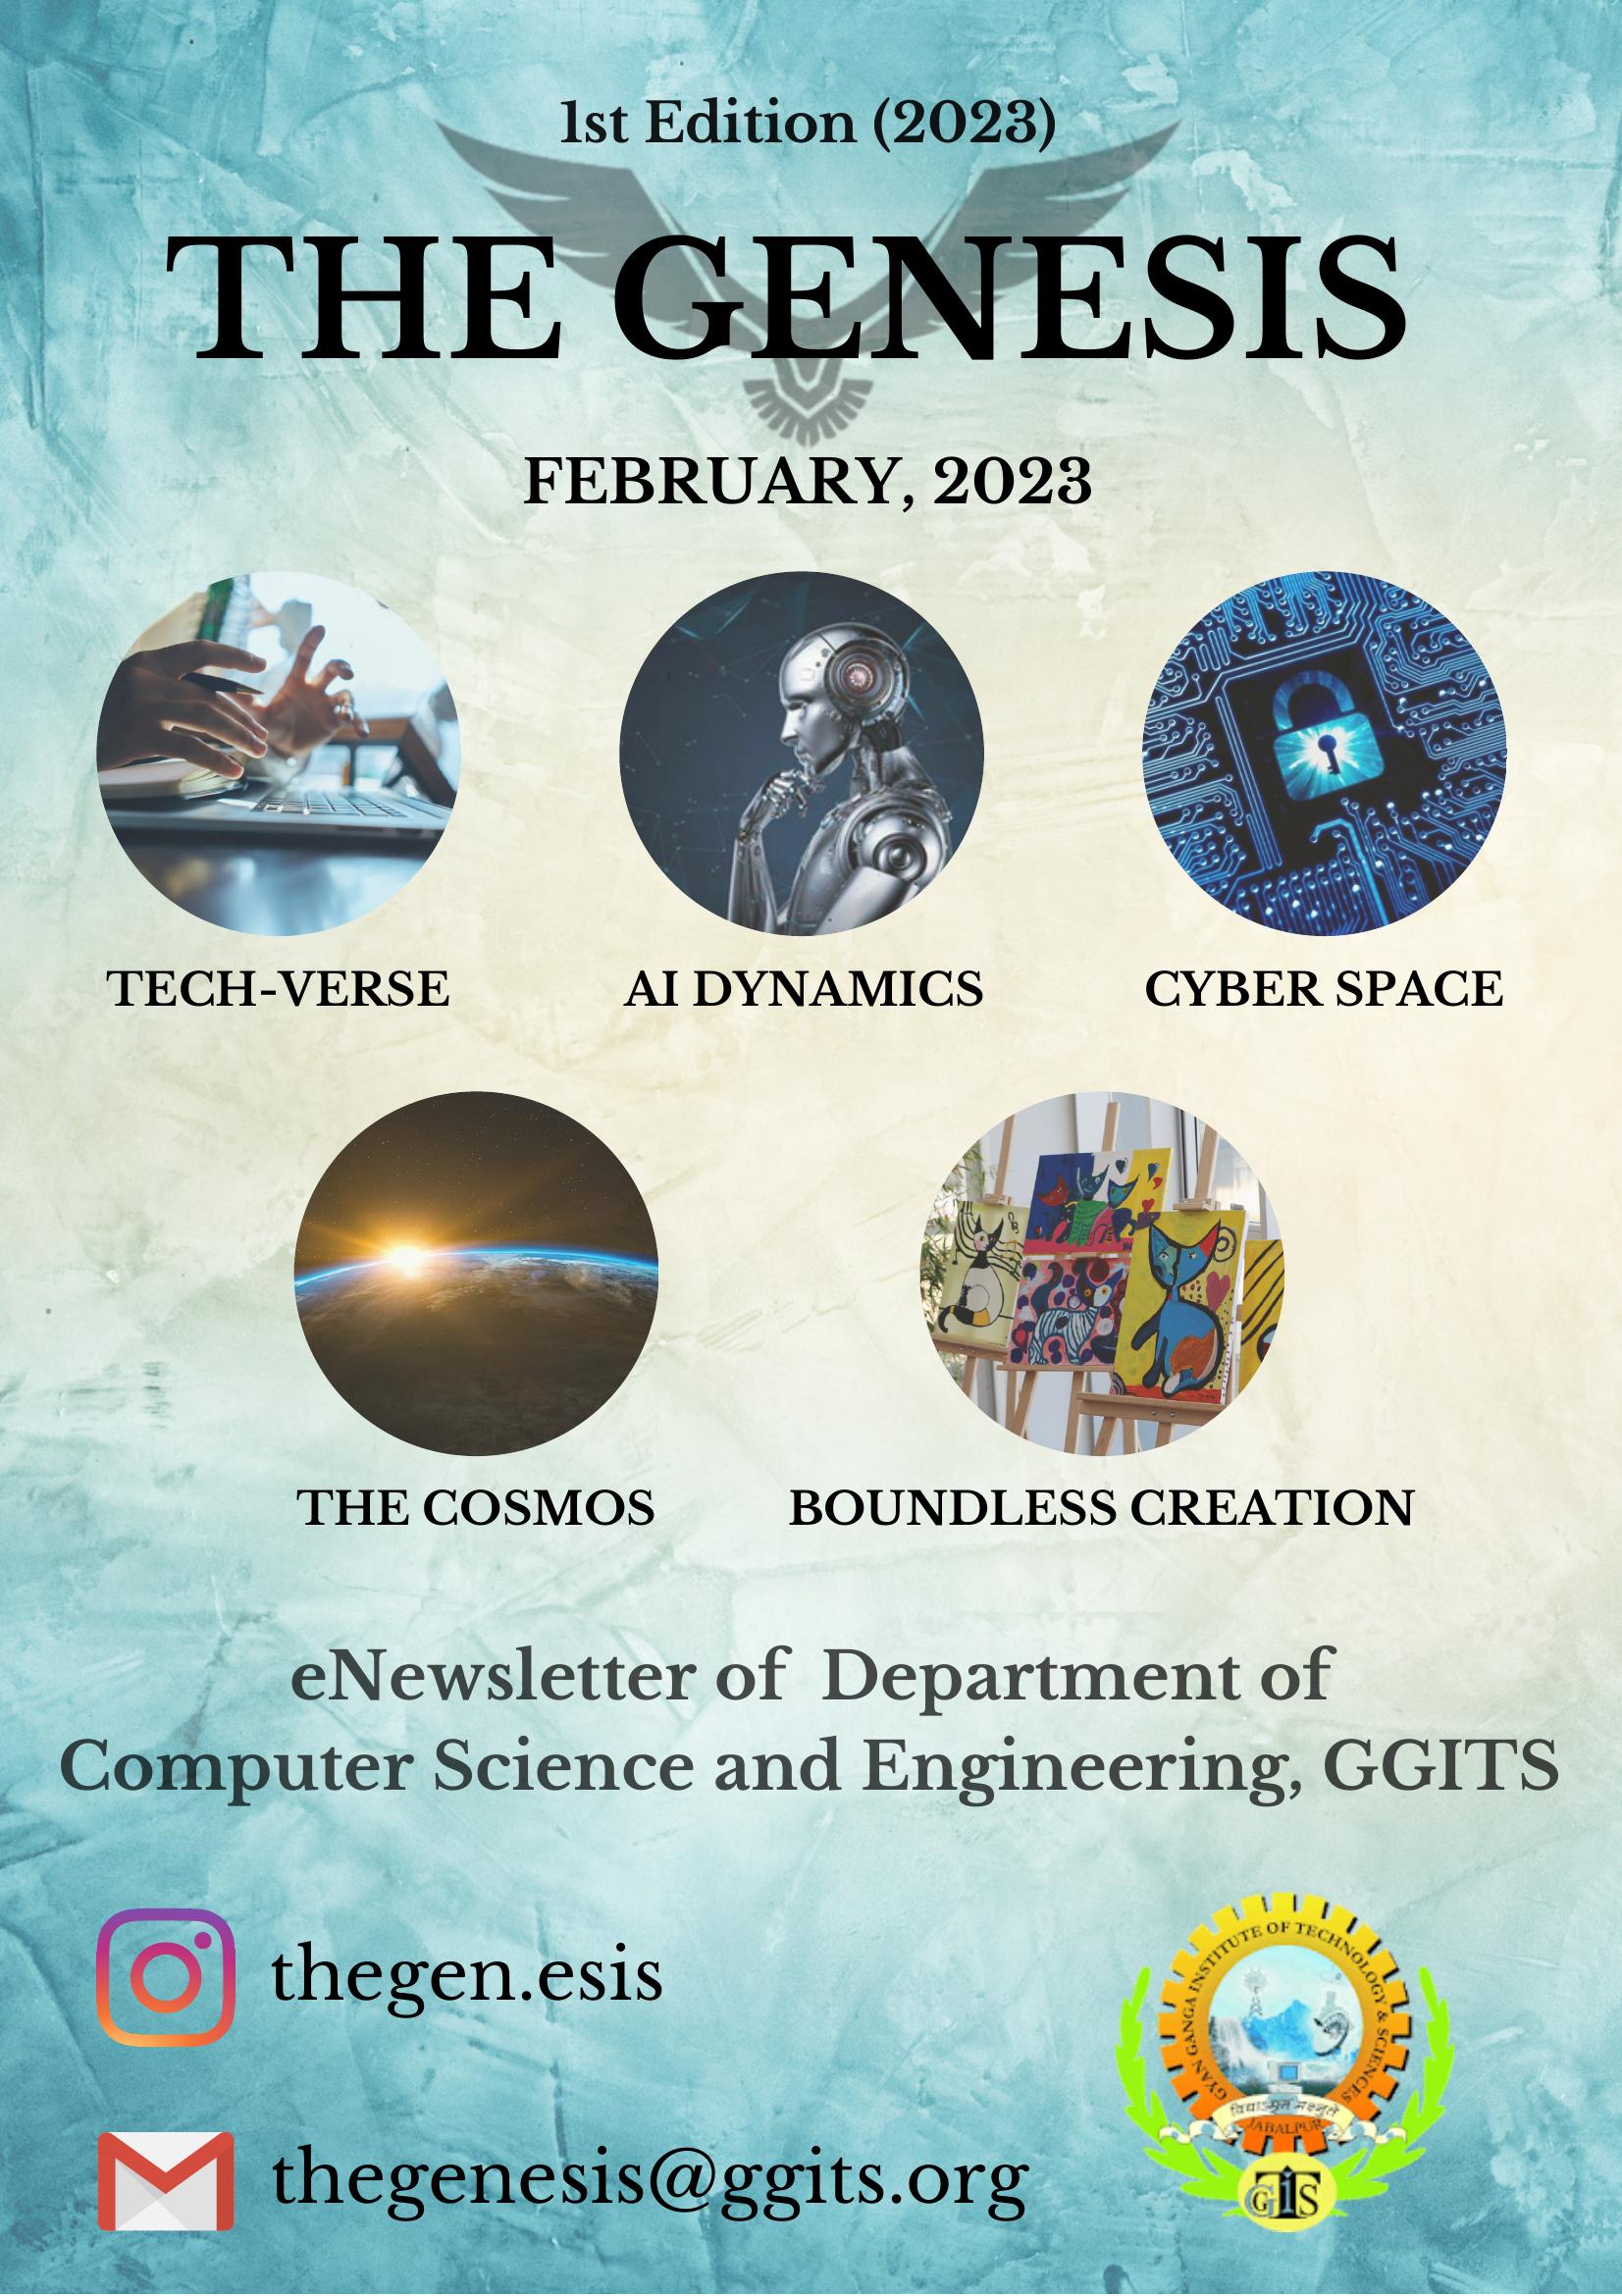 1st Edition (2023)
THE GENESIS
FEBRUARY, 2023
TECH-VERSE
AI DYNAMICS
CYBER SPACE
THE COSMOS
BOUNDLESS CREATION
eNewsletter of Department of
Computer Science and Engineering, GGITS
thegen.esis
thegenesis@ggits.org
GYAN GANGA INSTITUTE OF TECHNOLOGY & SCIENCES
JABALPUR
GGITS